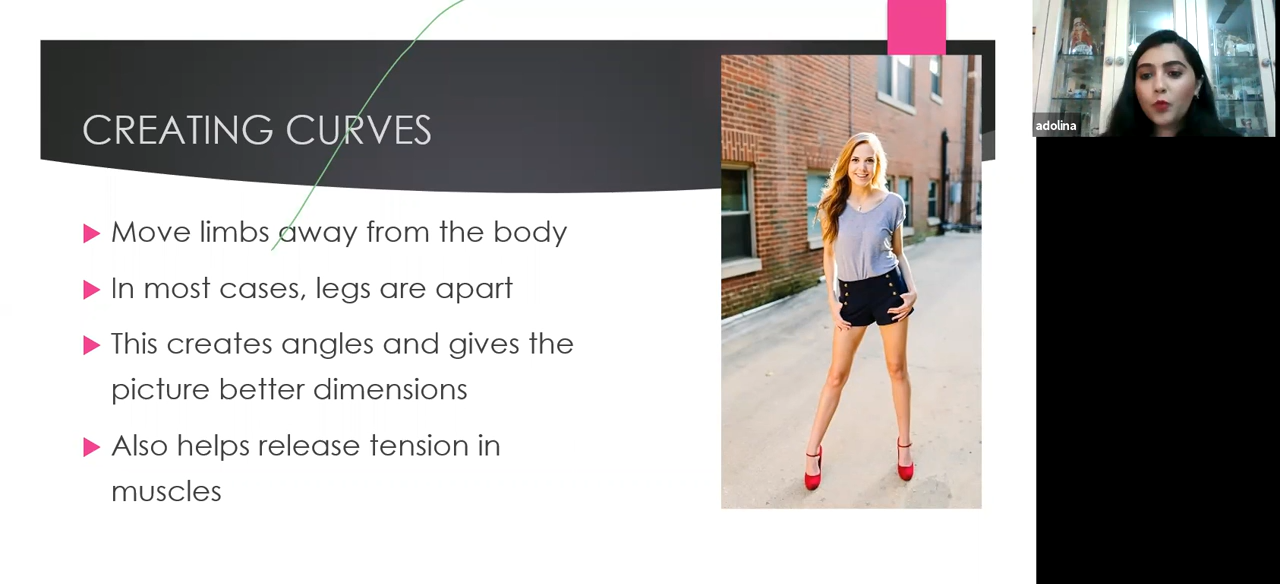 CREATING CURVES
Move limbs away from the body
In most cases, legs are apart
This creates angles and gives the
picture better dimensions
Also helps release tension in
muscles
adolina